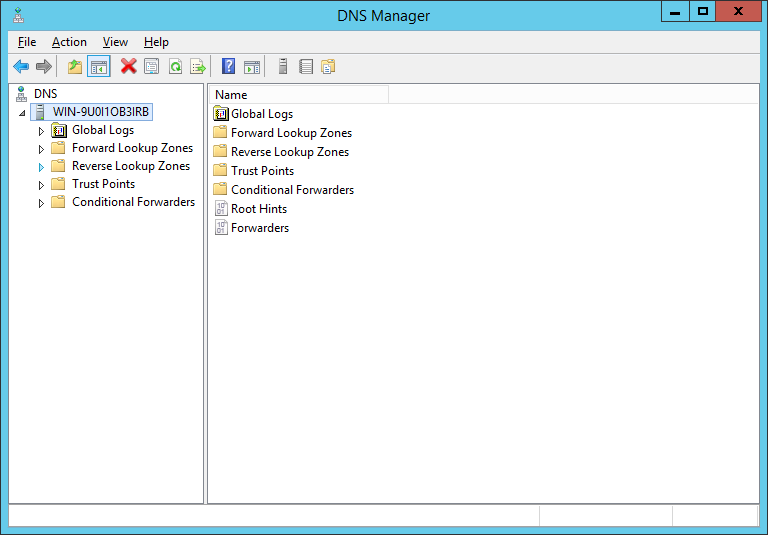 DNS Manager
File Action View Help
DNS
WIN-9U0I1OB3IRB
Global Logs
Forward Lookup Zones
Reverse Lookup Zones
Trust Points
Conditional Forwarders
Name
Global Logs
Forward Lookup Zones
Reverse Lookup Zones
Trust Points
Conditional Forwarders
Root Hints
Forwarders